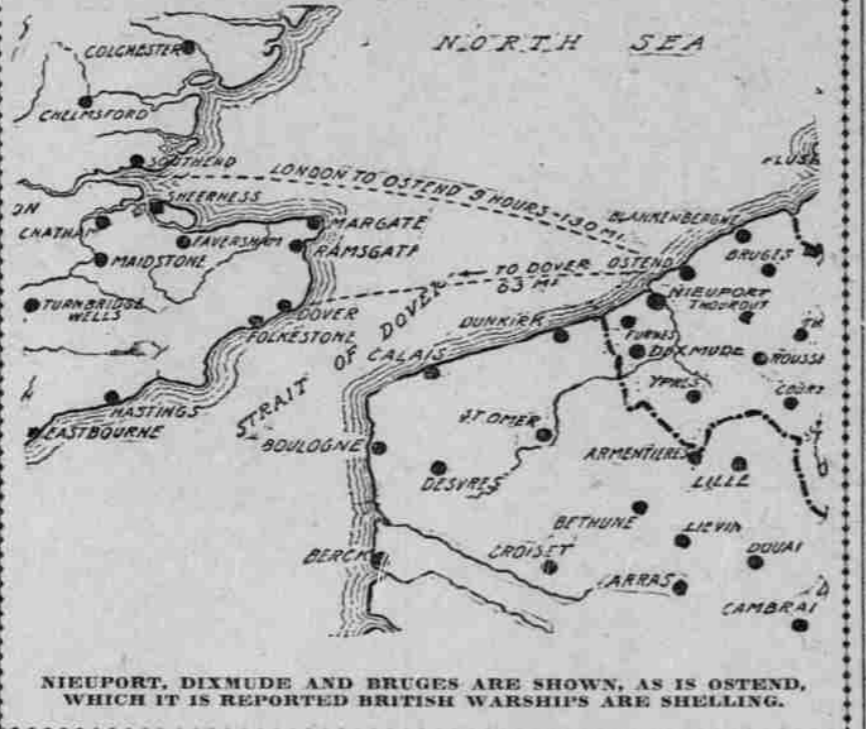 NORTH SEA
COLCHESTER
CHELMSFORD
SOUTHEND
LONDON TO OSTEND 9 HOURS-130 MI.
SHEERNESS
CHATHAM
FAVERSHAM
MARGATE
RAMSGATE
MAIDSTONE
BLANKENBERGHE
BRUGES
TO DOVER OSTEND
63 MI
NIEUPORT
THOUROUT
TURNBRIDGE
WELLS
DOVER
FOLKESTONE
STRAIT OF DOVER
DUNKIRK
FURNES
DIXMUDE
CALAIS
YPRES
HASTINGS
EASTBOURNE
ST OMER
BOULOGNE
DESVRES
ARMENTIERES
LILLE
BETHUNE
LIEVIN
BERCK
CROISET
DOUAI
ARRAS
CAMBRAI
NIEUPORT, DIXMUDE AND BRUGES ARE SHOWN, AS IS OSTEND,
WHICH IT IS REPORTED BRITISH WARSHIPS ARE SHELLING.